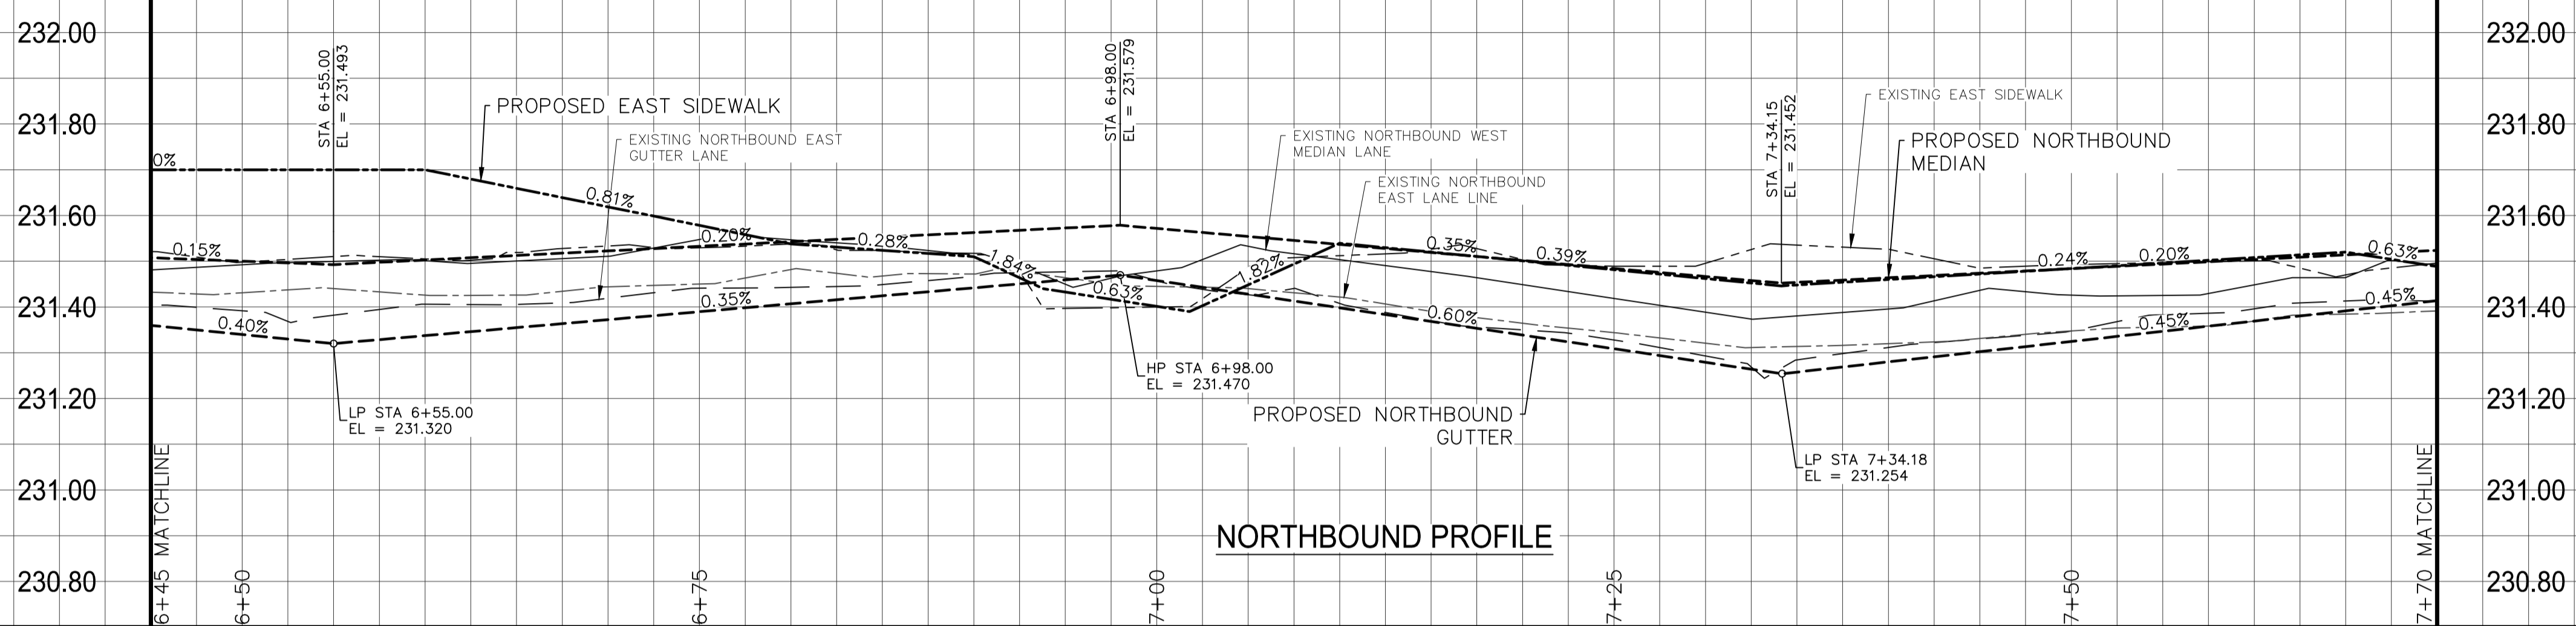 232.00
231.80
231.60
231.40
231.20
231.00
230.80
STA 6+55.00
EL = 231.493
PROPOSED EAST SIDEWALK
EXISTING NORTHBOUND EAST
GUTTER LANE
STA 6+98.00
EL = 231.579
EXISTING NORTHBOUND WEST
MEDIAN LANE
EXISTING NORTHBOUND
EAST LANE LINE
STA 7+34.15
EL = 231.452
EXISTING EAST SIDEWALK
PROPOSED NORTHBOUND
MEDIAN
0%
0.81%
0.15%
0.20%
0.28%
1.84%
0.63%
1.82%
0.35%
0.39%
0.24%
0.20%
0.63%
0.40%
0.35%
0.60%
0.45%
0.45%
LP STA 6+55.00
EL = 231.320
HP STA 6+98.00
EL = 231.470
PROPOSED NORTHBOUND
GUTTER
LP STA 7+34.18
EL = 231.254
NORTHBOUND PROFILE
6+45 MATCHLINE
6+50
6+75
7+00
7+25
7+50
7+70 MATCHLINE
232.00
231.80
231.60
231.40
231.20
231.00
230.80